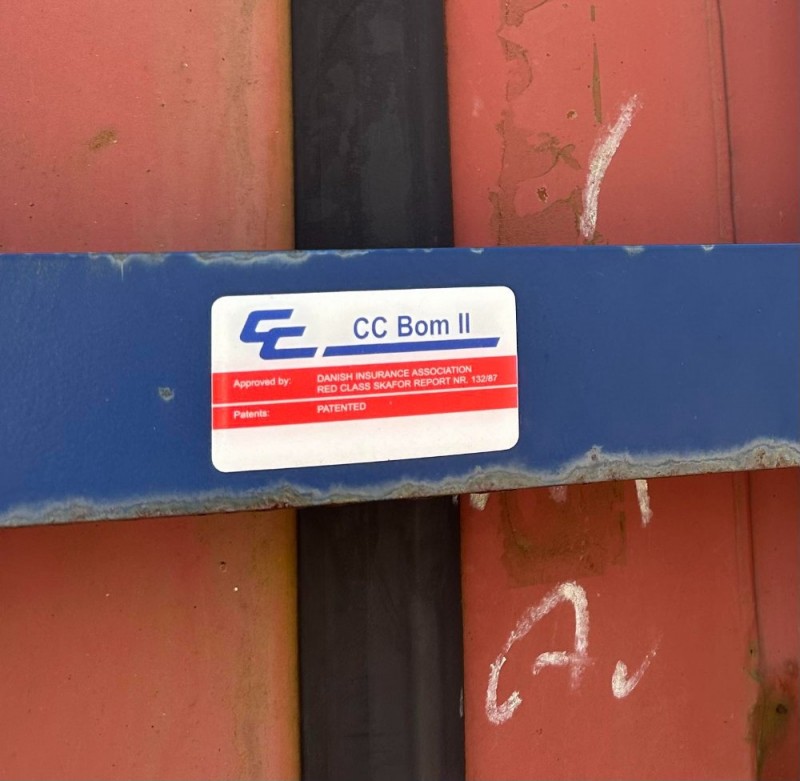 CC CC Bom II
Approved by: DANISH INSURANCE ASSOCIATION
RED CLASS SKAFOR REPORT NR. 132/87
Patents: PATENTED